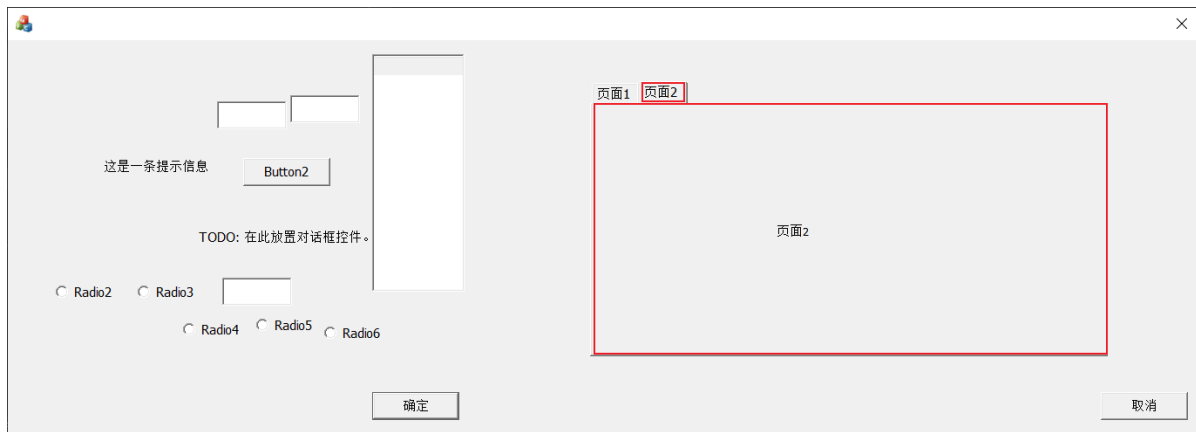 页面1 页面2
这是一条提示信息
Button2
页面2
TODO: 在此放置对话框控件。
Radio2 Radio3
Radio4 Radio5 Radio6
确定
取消